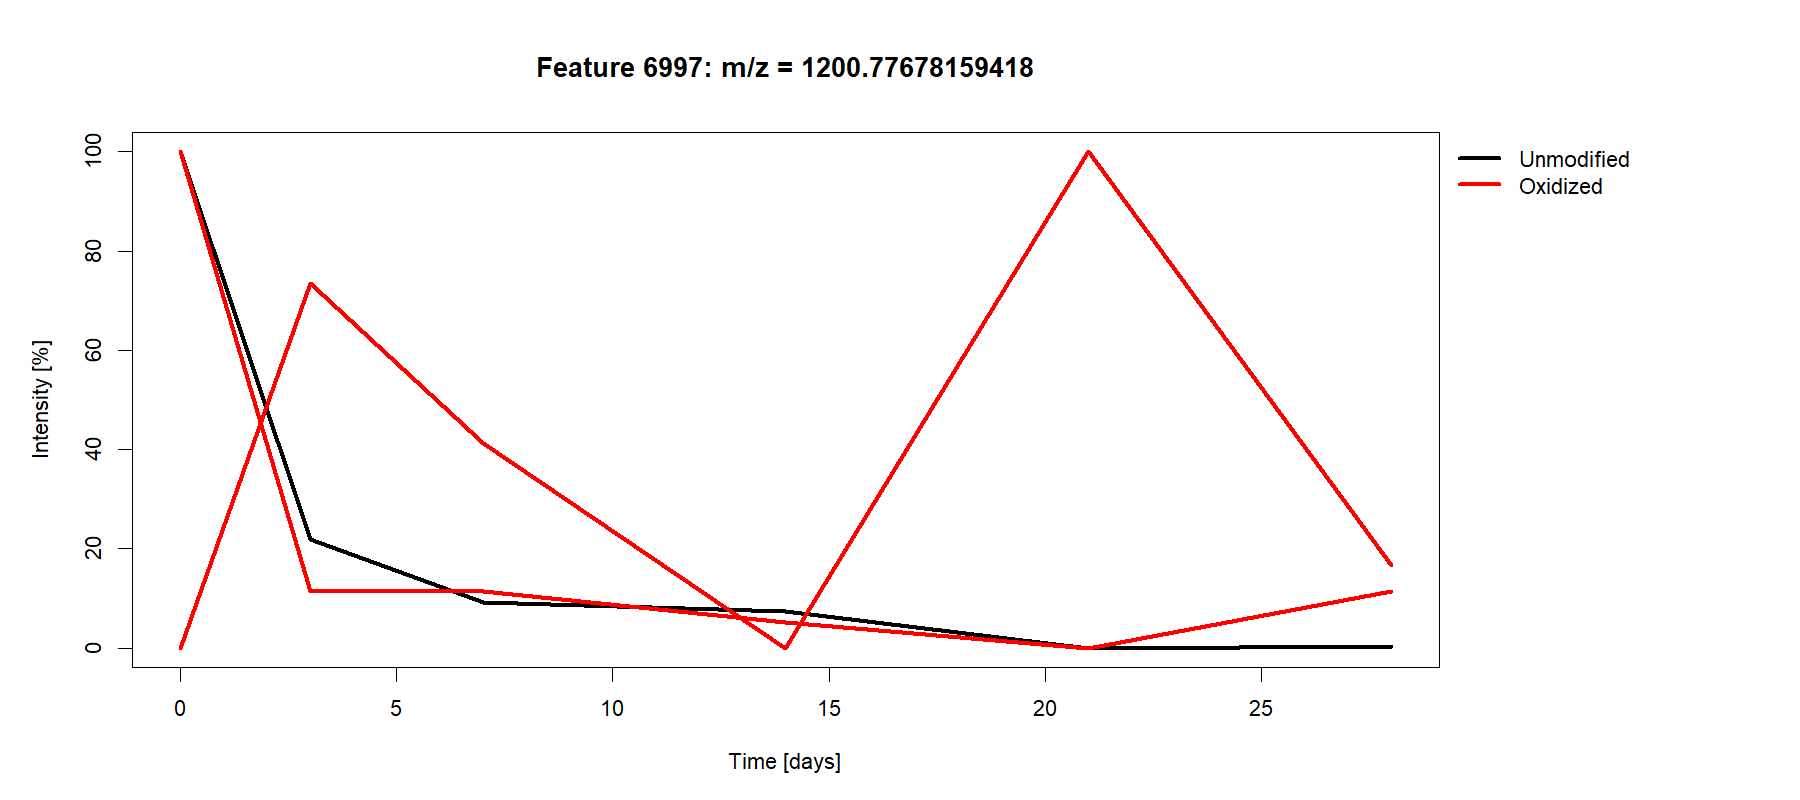 Feature 6997: m/z = 1200.77678159418
Unmodified
Oxidized
Intensity [%]
100
80
60
40
20
0
0 5 10 15 20 25
Time [days]